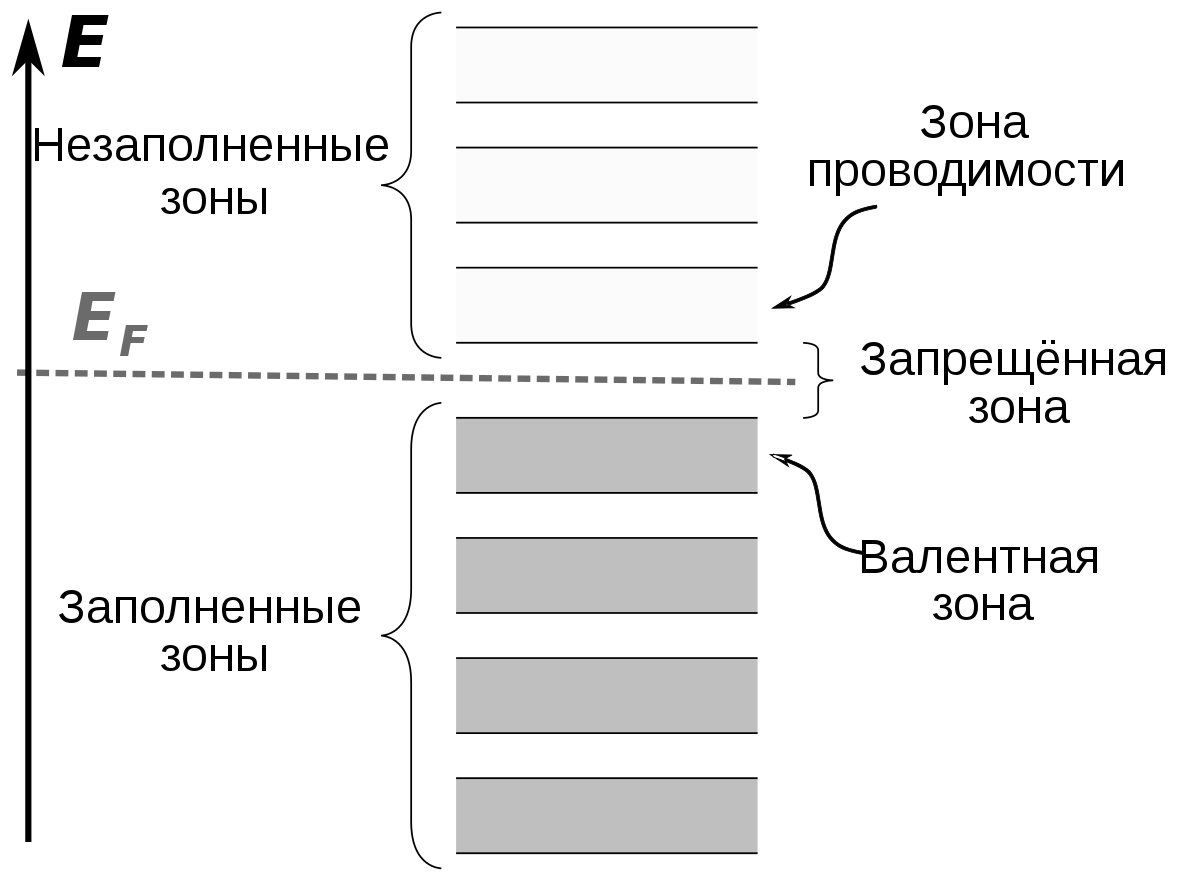 E
Незаполненные
зоны
Зона
проводимости
E F
Запрещённая
зона
Валентная
зона
Заполненные
зоны